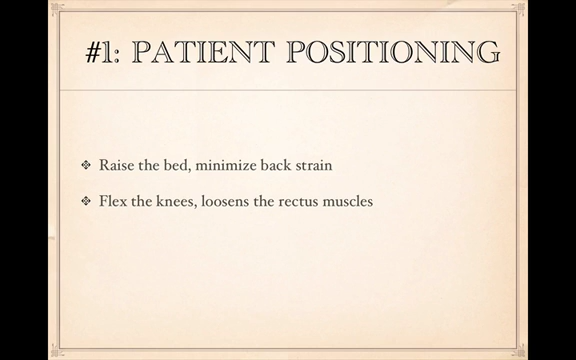 #1: PATIENT POSITIONING
Raise the bed, minimize back strain
Flex the knees, loosens the rectus muscles